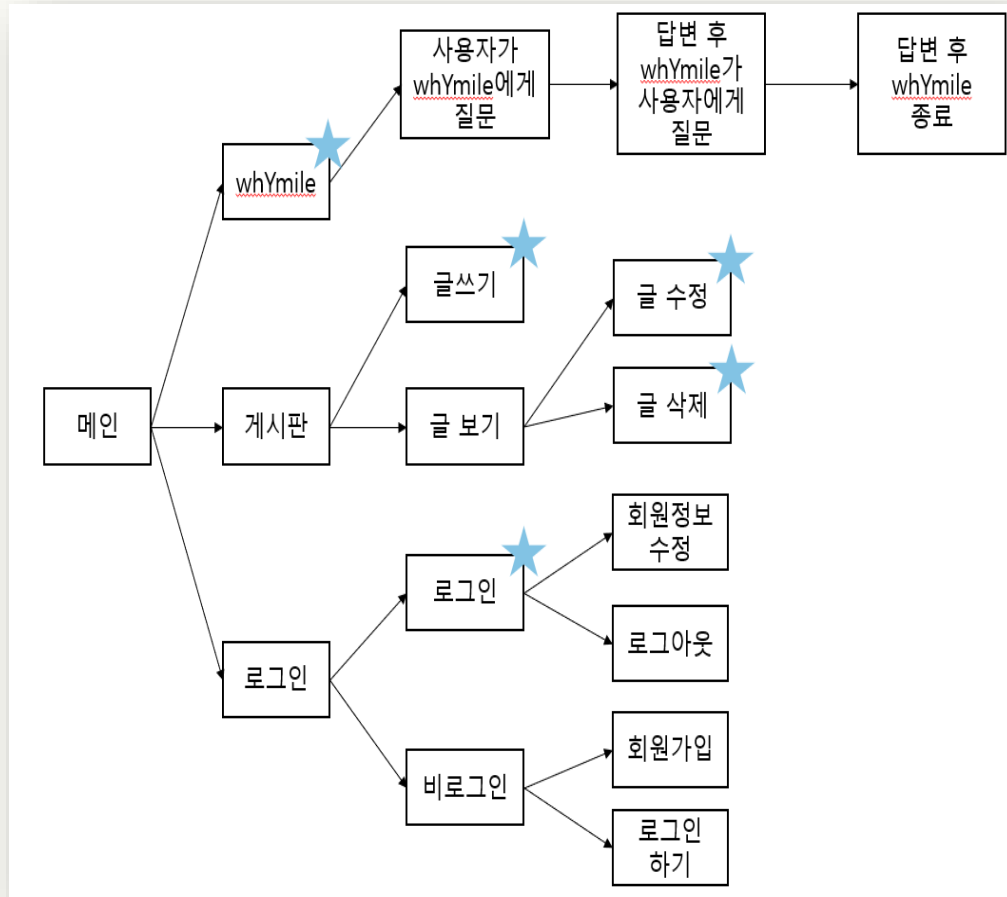 사용자가
whYmile에게
질문
답변 후
whYmile가
사용자에게
질문
답변 후
whYmile
종료
whYmile
글쓰기
글 수정
메인
게시판
글 보기
글 삭제
회원정보
수정
로그인
로그아웃
로그인
회원가입
비로그인
로그인
하기